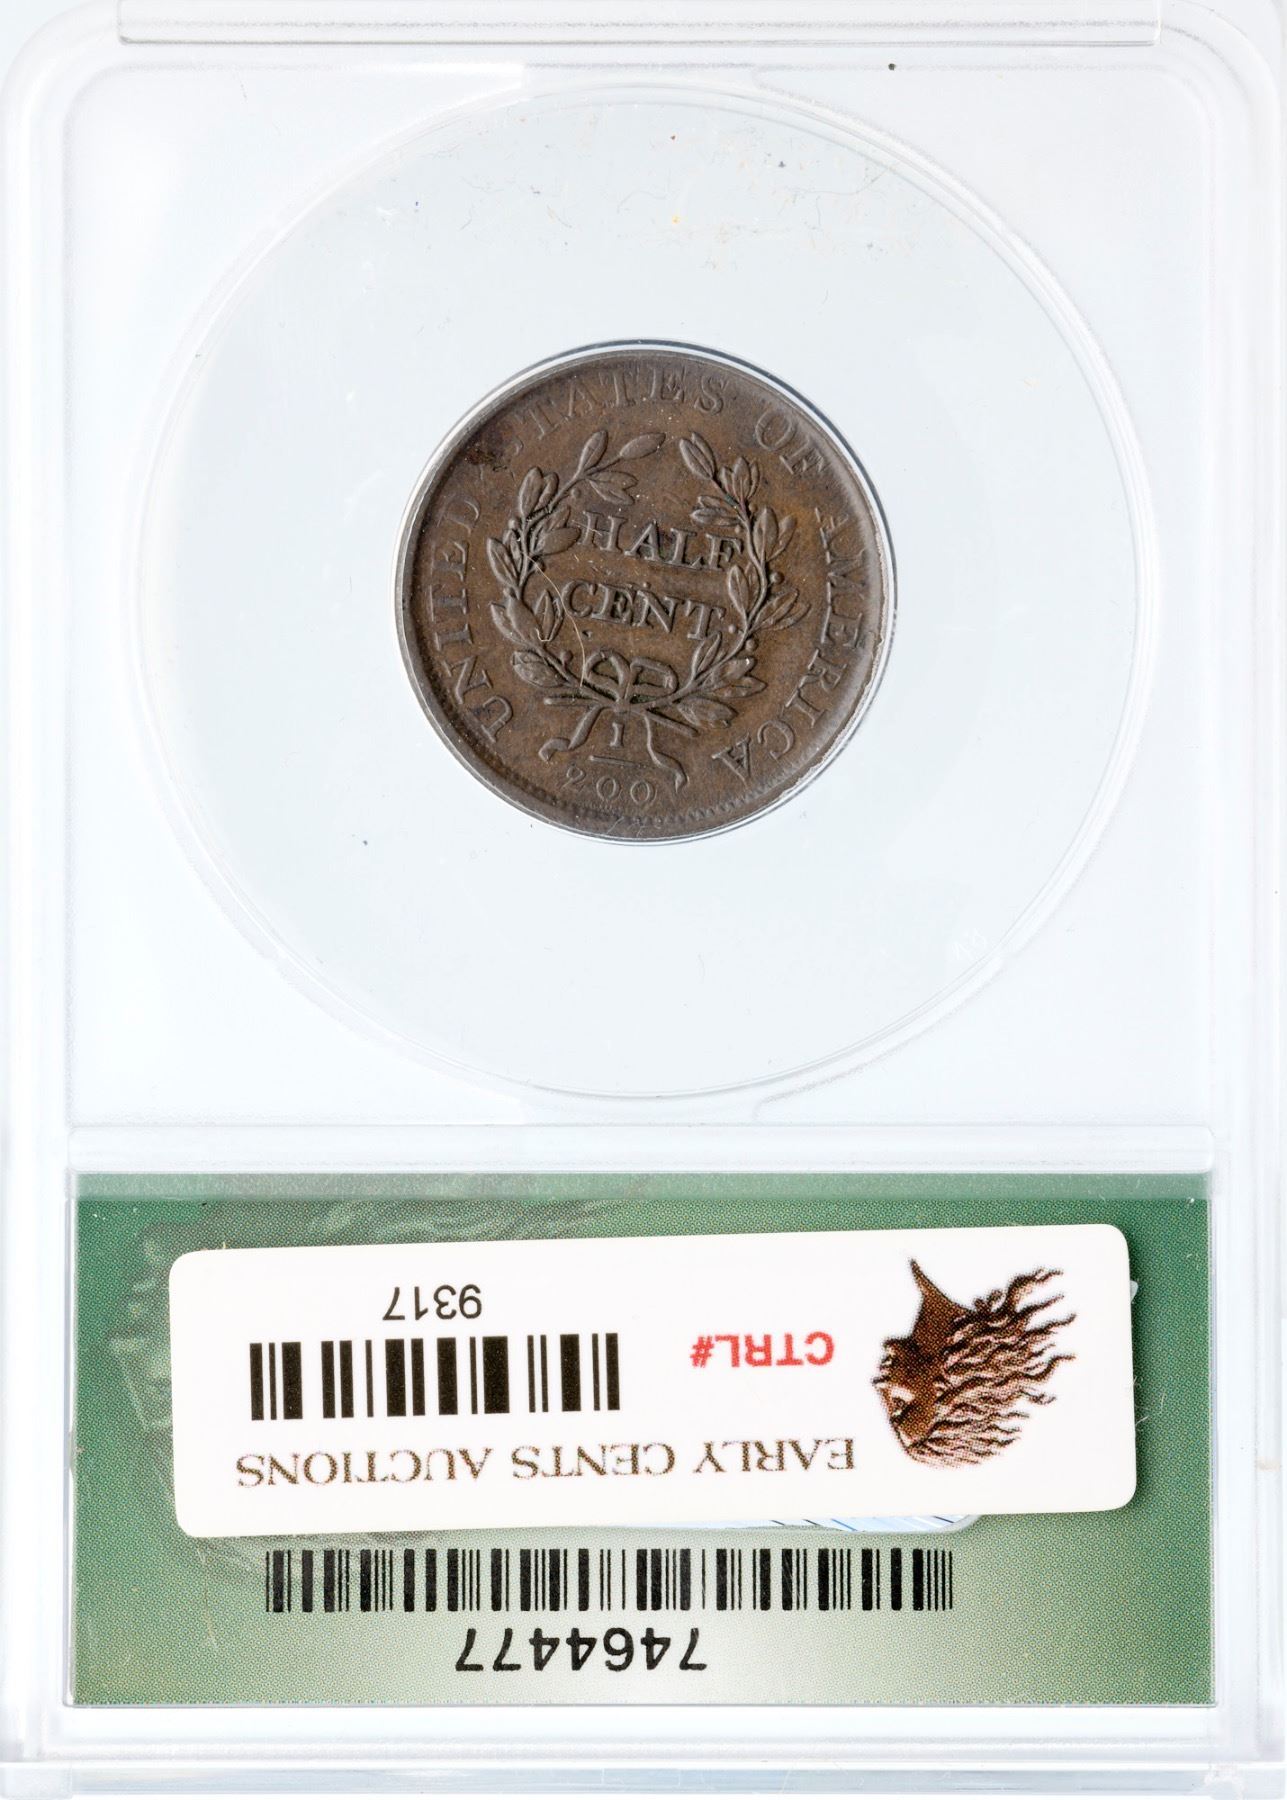 UNITED STATES OF AMERICA
HALF
CENT
1
200
EARLY CENTS AUCTIONS
CTRL#
9317
7464477